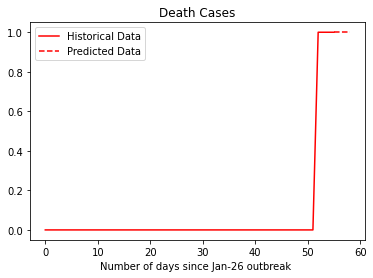 Death Cases
Historical Data
Predicted Data
1.0
0.8
0.6
0.4
0.2
0.0
0 10 20 30 40 50 60
Number of days since Jan-26 outbreak